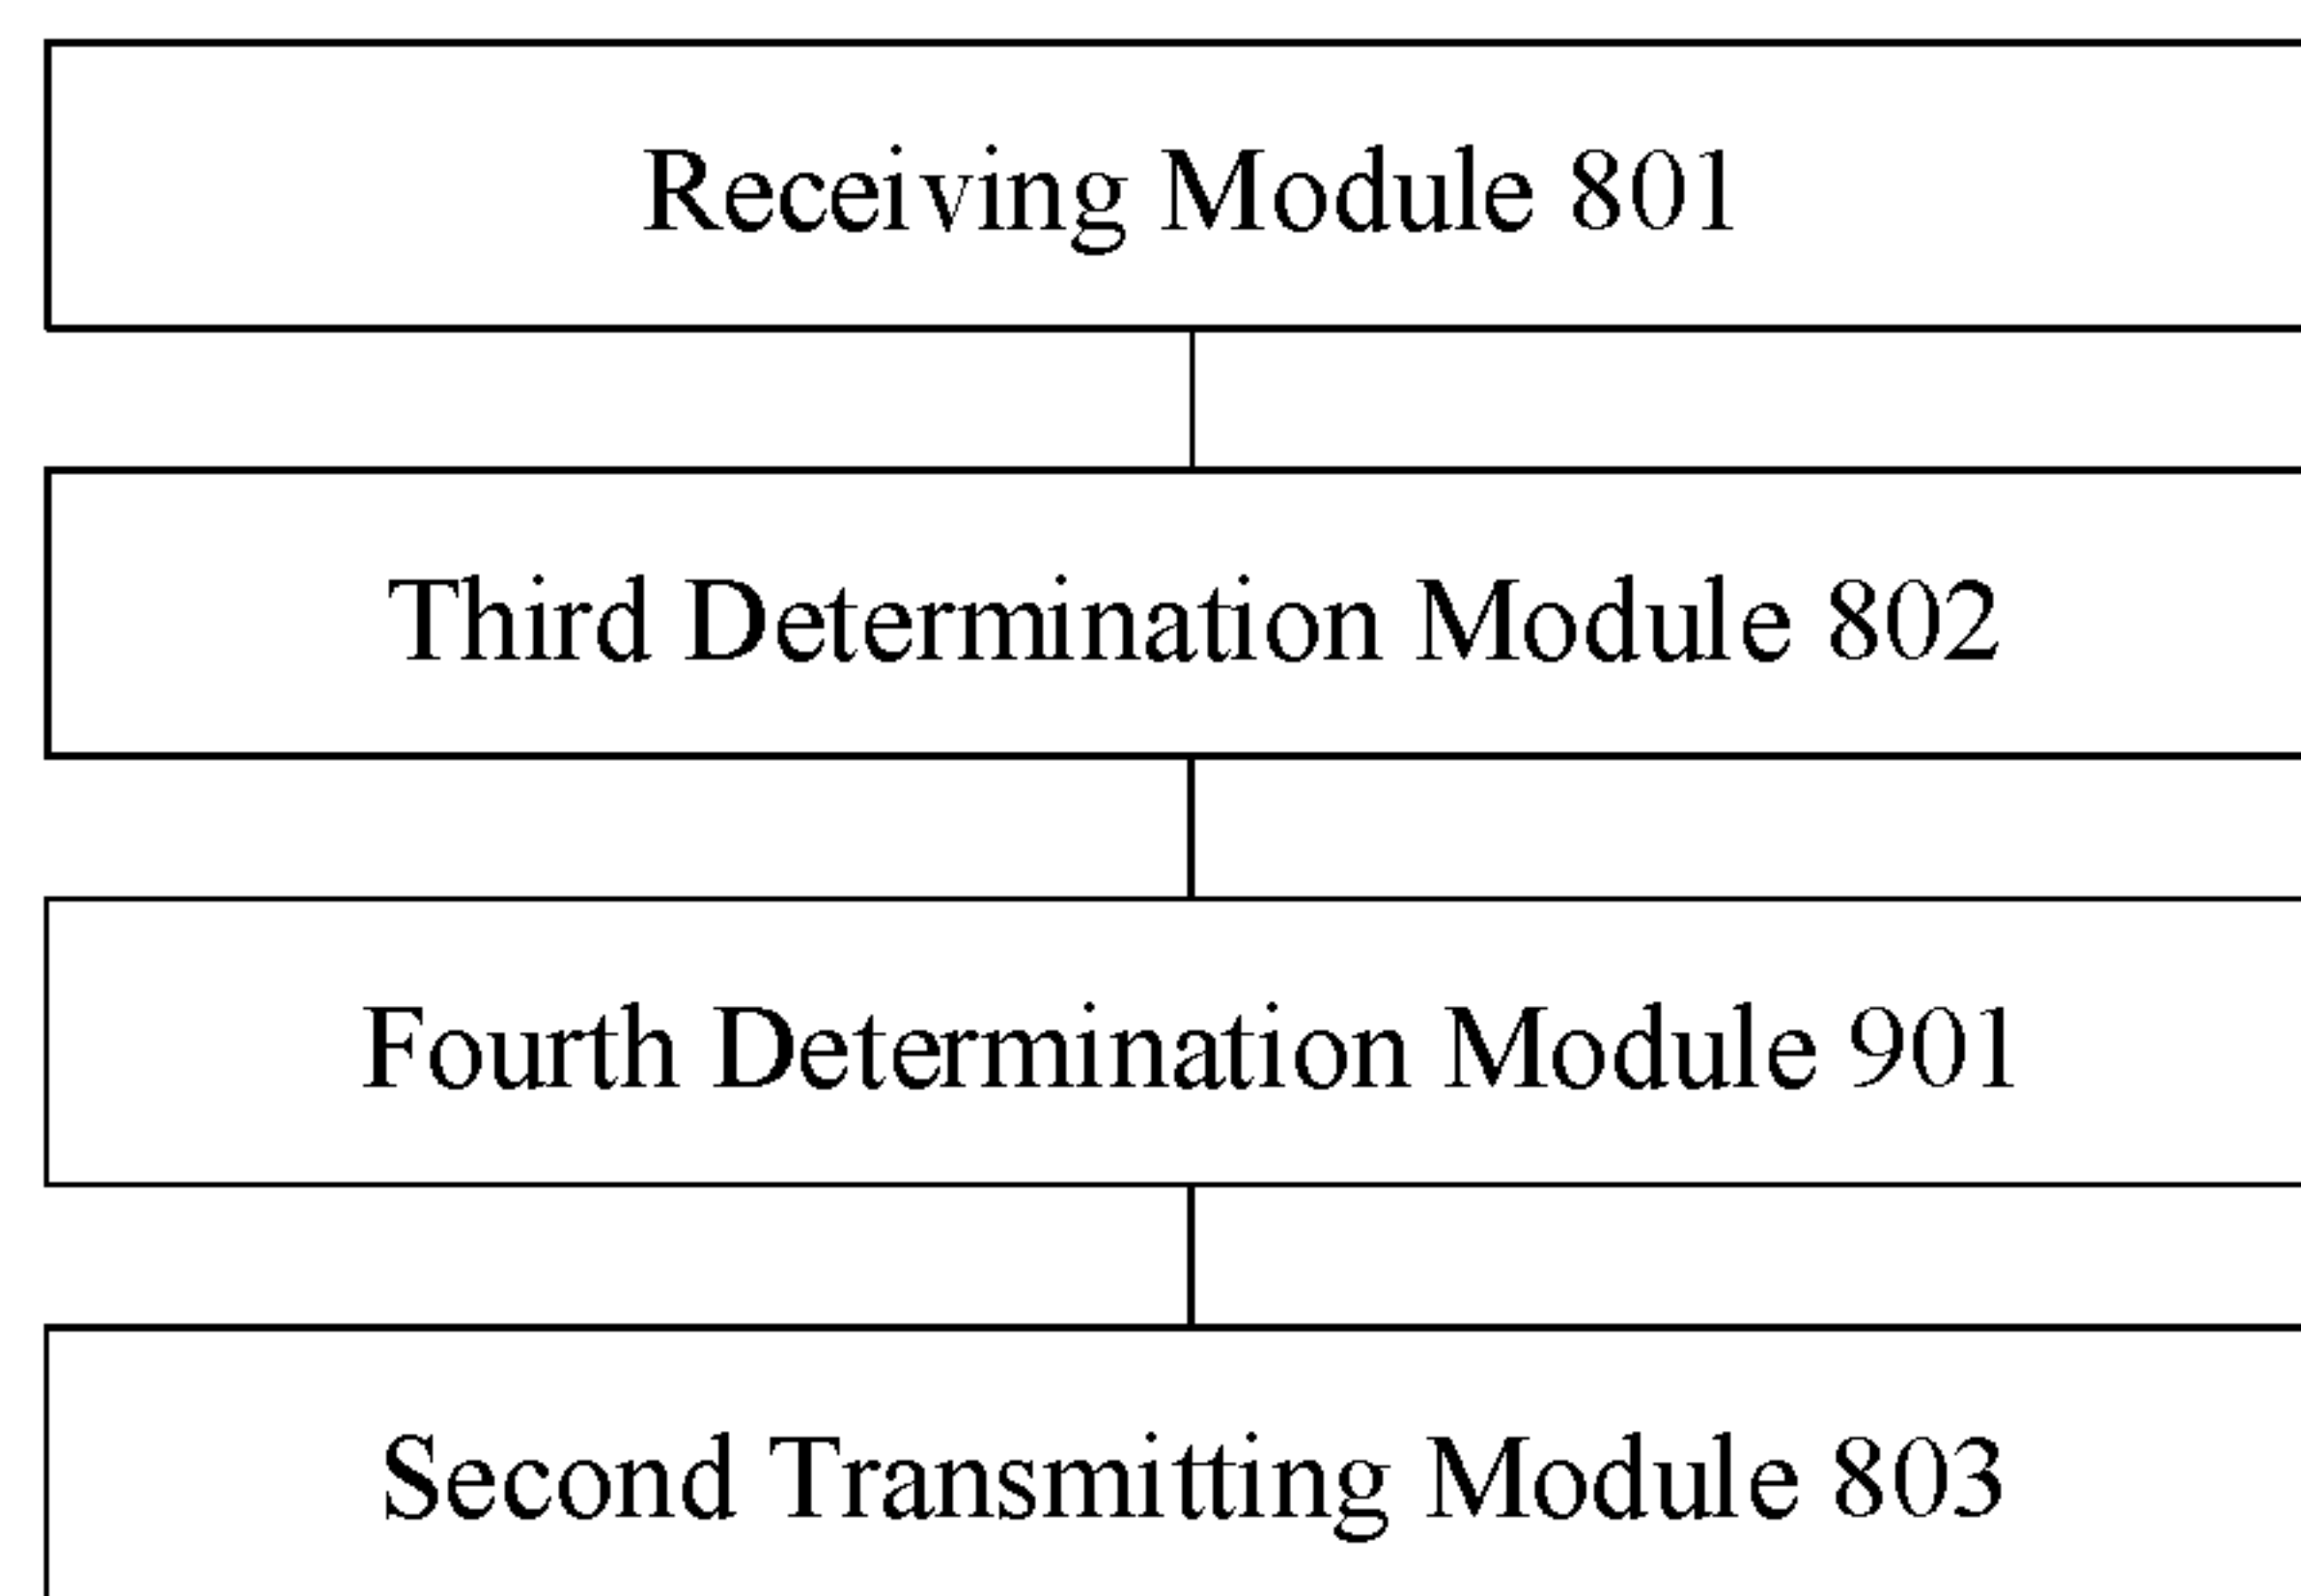 Receiving Module 801
Third Determination Module 802
Fourth Determination Module 901
Second Transmitting Module 803